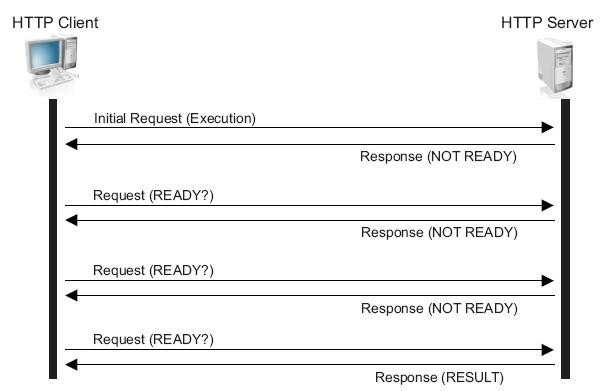 HTTP Client
HTTP Server
Initial Request (Execution)
Response (NOT READY)
Request (READY?)
Response (NOT READY)
Request (READY?)
Response (NOT READY)
Request (READY?)
Response (RESULT)